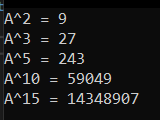 A^2 = 9
A^3 = 27
A^5 = 243
A^10 = 59049
A^15 = 14348907